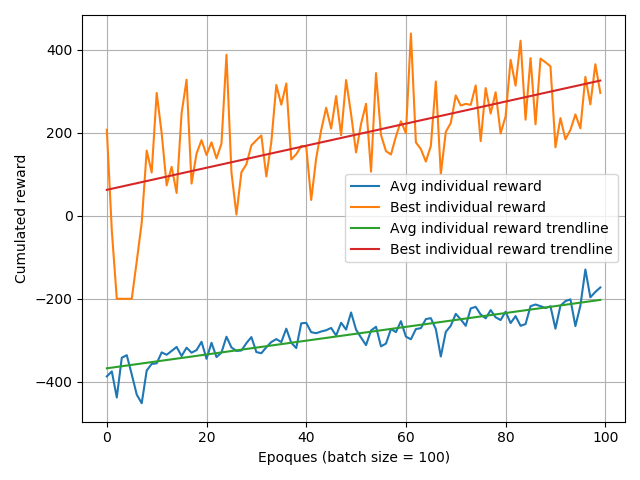 400
200
0
−200
−400
Cumulated reward
Avg individual reward
Best individual reward
Avg individual reward trendline
Best individual reward trendline
0 20 40 60 80 100
Epoques (batch size = 100)